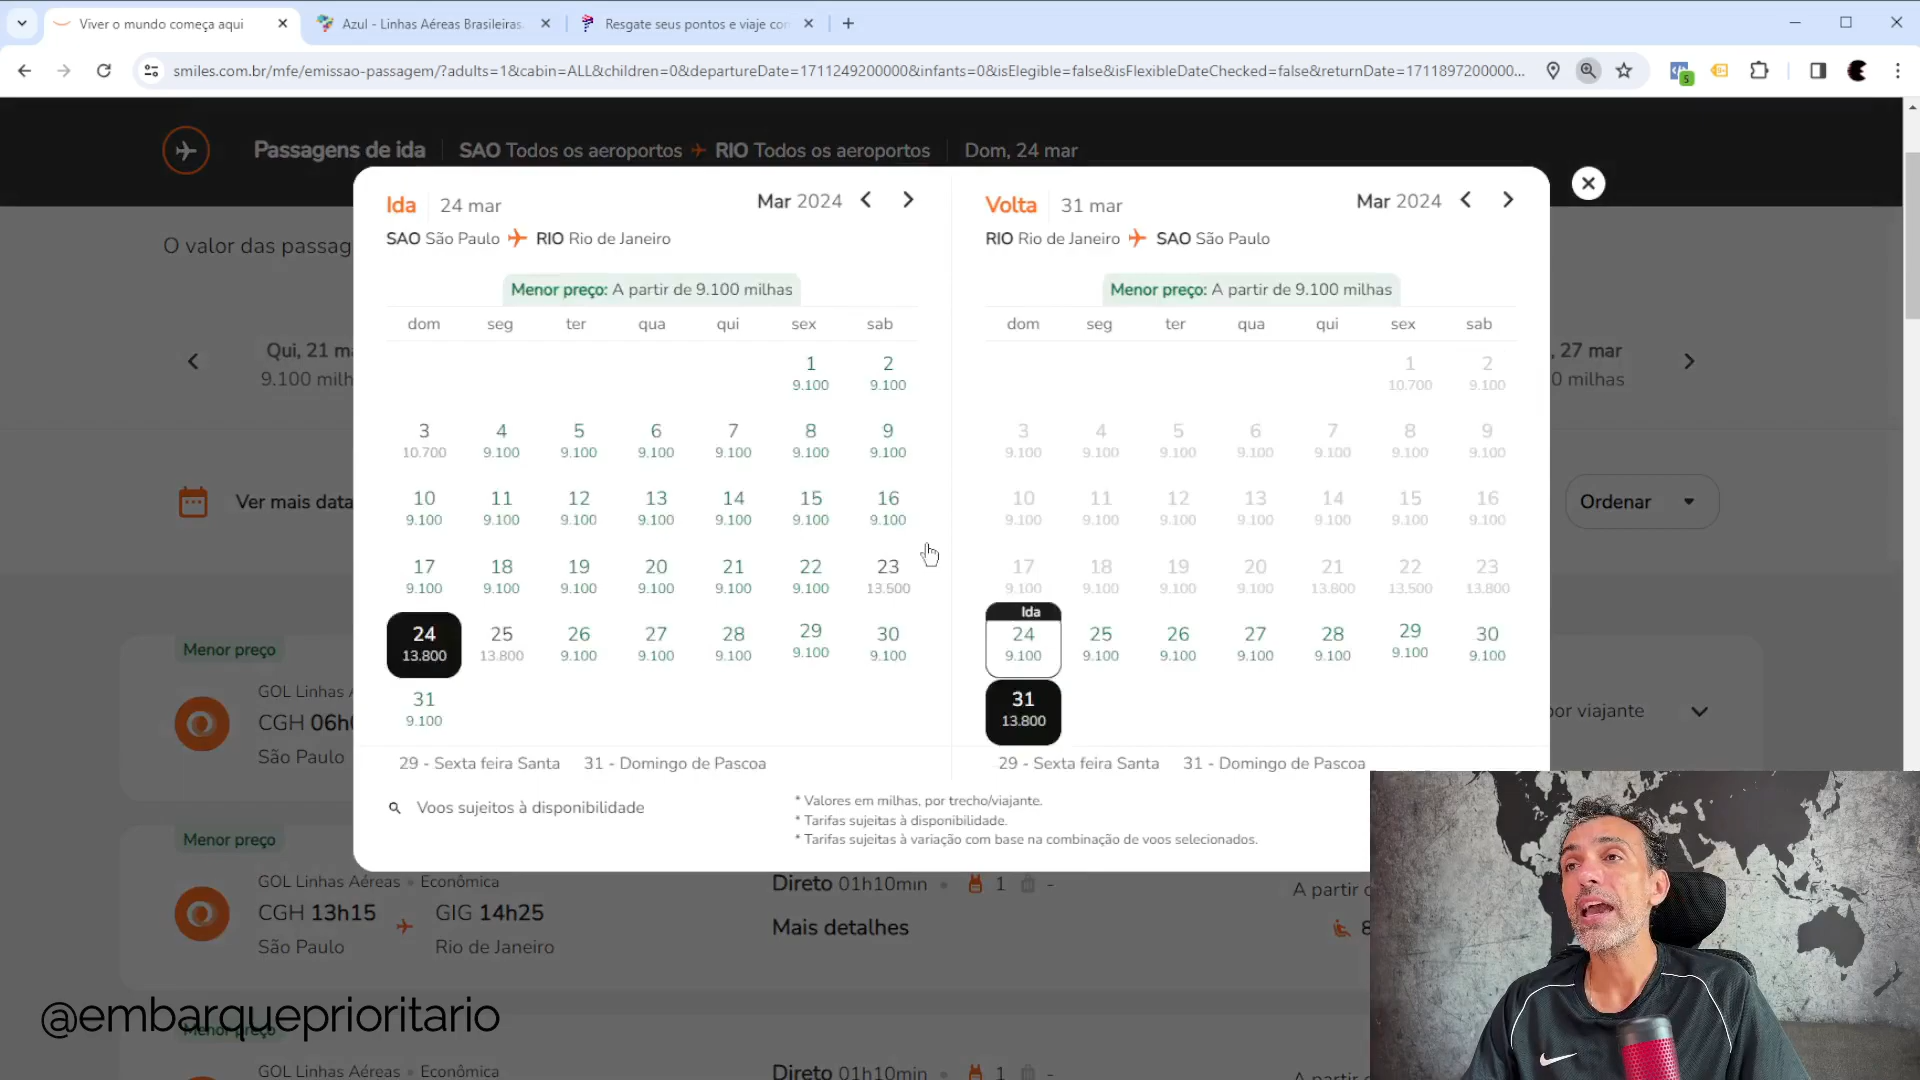 Viver o mundo começa aqui
Azul - Linhas Aéreas Brasileiras
Resgate seus pontos e viaje co
smiles.com.br/mfe/emissao-passagem/?adults=1&cabin=ALL&children=0&departureDate=1711249200000&infants=0&isElegible=false&isFlexibleDateChecked=false&returnDate=1711897200000...
5
Passagens de ida SAO Todos os aeroportos RIO Todos os aeroportos Dom, 24 mar
O valor das passag
Qui, 21 ma
9.100 milh
Ver mais data
Ida 24 mar Mar 2024
SAO São Paulo RIO Rio de Janeiro
Menor preço: A partir de 9.100 milhas
dom seg ter qua qui sex sab
1 2
9.100 9.100
3 4 5 6 7 8 9
10.700 9.100 9.100 9.100 9.100 9.100 9.100
10 11 12 13 14 15 16
9.100 9.100 9.100 9.100 9.100 9.100 9.100
17 18 19 20 21 22 23
9.100 9.100 9.100 9.100 9.100 9.100 13.500
24 25 26 27 28 29 30
13.800 13.800 9.100 9.100 9.100 9.100 9.100
31
9.100
29 - Sexta feira Santa 31 - Domingo de Pascoa
Volta 31 mar Mar 2024
RIO Rio de Janeiro SAO São Paulo
Menor preço: A partir de 9.100 milhas
dom seg ter qua qui sex sab
1 2
10.700 9.100
3 4 5 6 7 8 9
9.100 9.100 9.100 9.100 9.100 9.100 9.100
10 11 12 13 14 15 16
9.100 9.100 9.100 9.100 9.100 9.100 9.100
17 18 19 20 21 22 23
9.100 9.100 9.100 9.100 13.800 13.500 13.800
Ida
24 25 26 27 28 29 30
9.100 9.100 9.100 9.100 9.100 9.100 9.100
31
13.800
29 - Sexta feira Santa 31 - Domingo de Pascoa
Voos sujeitos à disponibilidade
* Valores em milhas, por trecho/viajante.
* Tarifas sujeitas à disponibilidade.
* Tarifas sujeitas à variação com base na combinação de voos selecionados.
, 27 mar
0 milhas
Ordenar
Menor preço
GOL Linhas A
CGH 06h
São Paulo
por viajante
Menor preço
GOL Linhas Aéreas • Econômica
CGH 13h15 GIG 14h25
São Paulo Rio de Janeiro
Direto 01h10min • 1 -
Mais detalhes
A partir
8
@embarqueprioritario
Menor preço
GOL Linhas Aéreas • Econômica
Direto 01h10min • 1 -
A partir